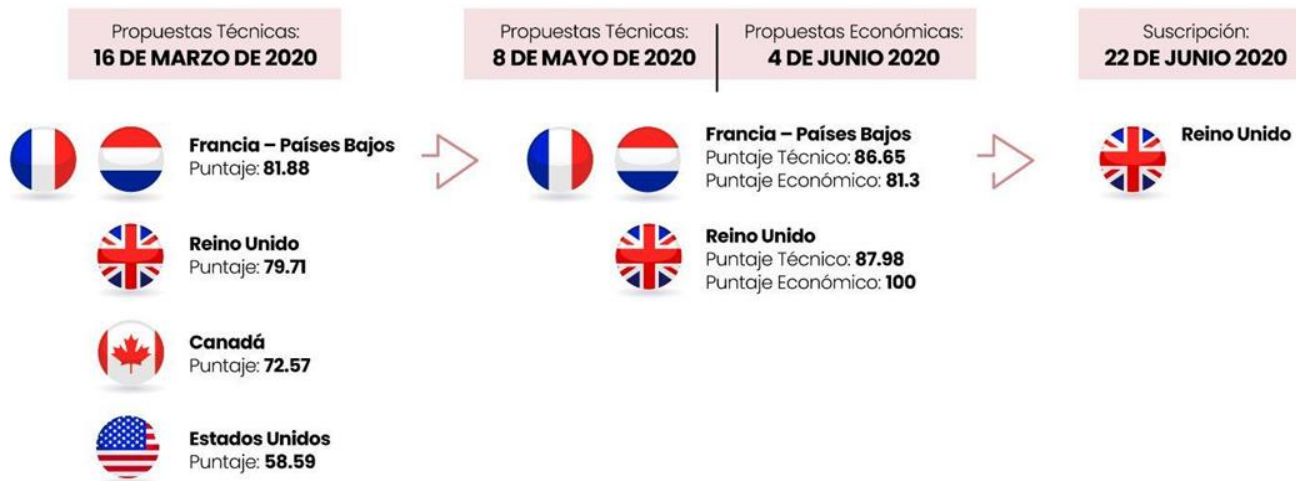 Propuestas Técnicas:
16 DE MARZO DE 2020
Francia – Países Bajos
Puntaje: 81.88
Reino Unido
Puntaje: 79.71
Canadá
Puntaje: 72.57
Estados Unidos
Puntaje: 58.59
Propuestas Técnicas:
8 DE MAYO DE 2020
Propuestas Económicas:
4 DE JUNIO 2020
Francia – Países Bajos
Puntaje Técnico: 86.65
Puntaje Económico: 81.3
Reino Unido
Puntaje Técnico: 87.98
Puntaje Económico: 100
Suscripción:
22 DE JUNIO 2020
Reino Unido